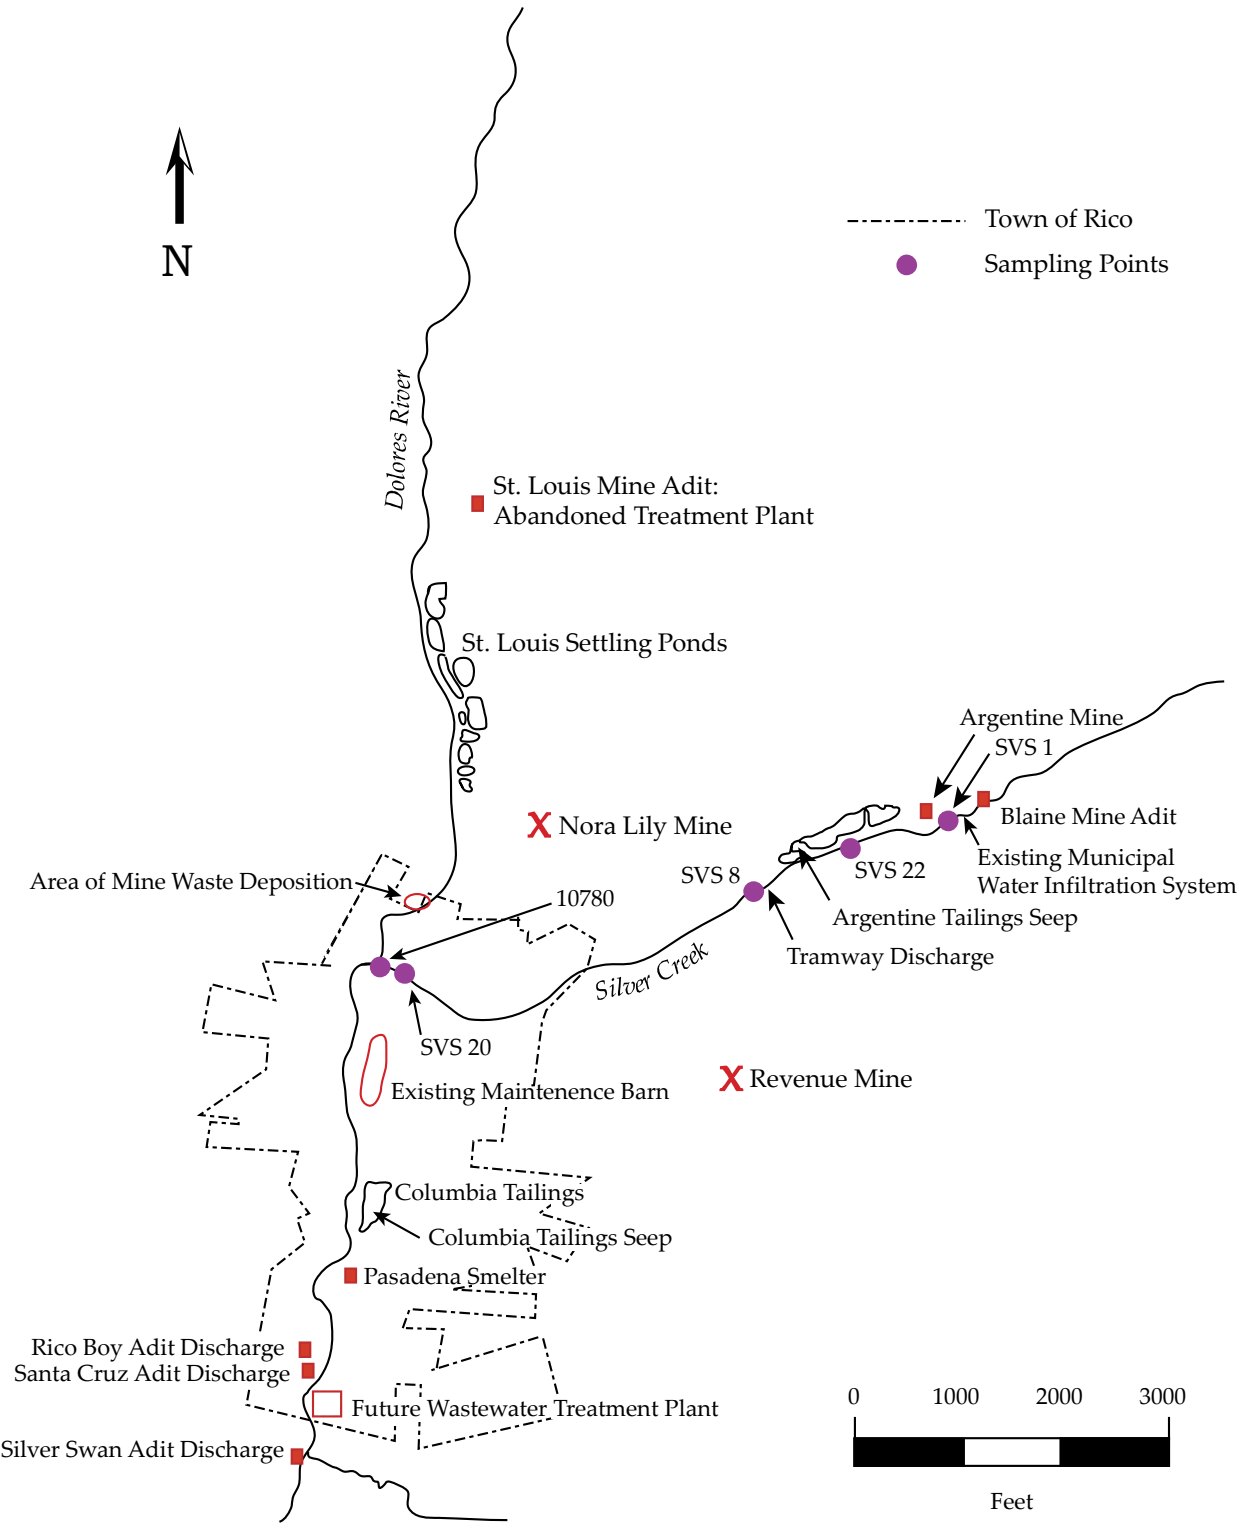 N
Town of Rico
Sampling Points
Dolores River
St. Louis Mine Adit:
Abandoned Treatment Plant
St. Louis Settling Ponds
Argentine Mine
SVS 1
Blaine Mine Adit
Nora Lily Mine
Existing Municipal
Water Infiltration System
SVS 22
SVS 8
Area of Mine Waste Deposition
10780
Argentine Tailings Seep
Tramway Discharge
Silver Creek
SVS 20
Revenue Mine
Existing Maintenence Barn
Columbia Tailings
Columbia Tailings Seep
Pasadena Smelter
Rico Boy Adit Discharge
Santa Cruz Adit Discharge
Future Wastewater Treatment Plant
Silver Swan Adit Discharge
0 1000 2000 3000
Feet